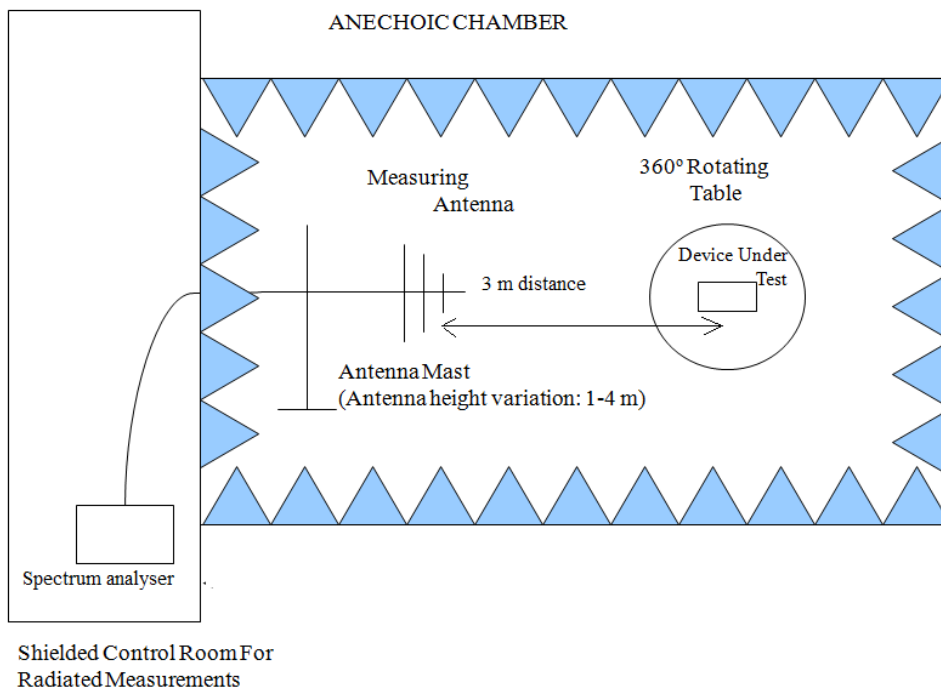 ANECHOIC CHAMBER
360º Rotating
Table
Measuring
Antenna
Device Under
Test
3 m distance
Antenna Mast
(Antenna height variation: 1-4 m)
Spectrum analyser
Shielded Control Room For
Radiated Measurements